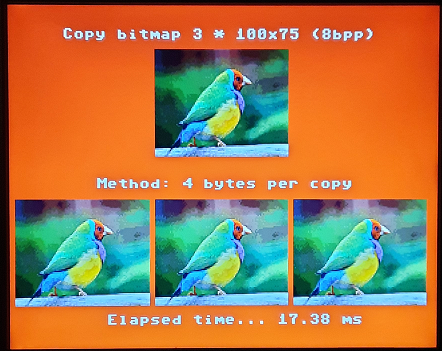 Copy bitmap 3 * 100x75 (8bpp)
Method: 4 bytes per copy
Elapsed time... 17.38 ms